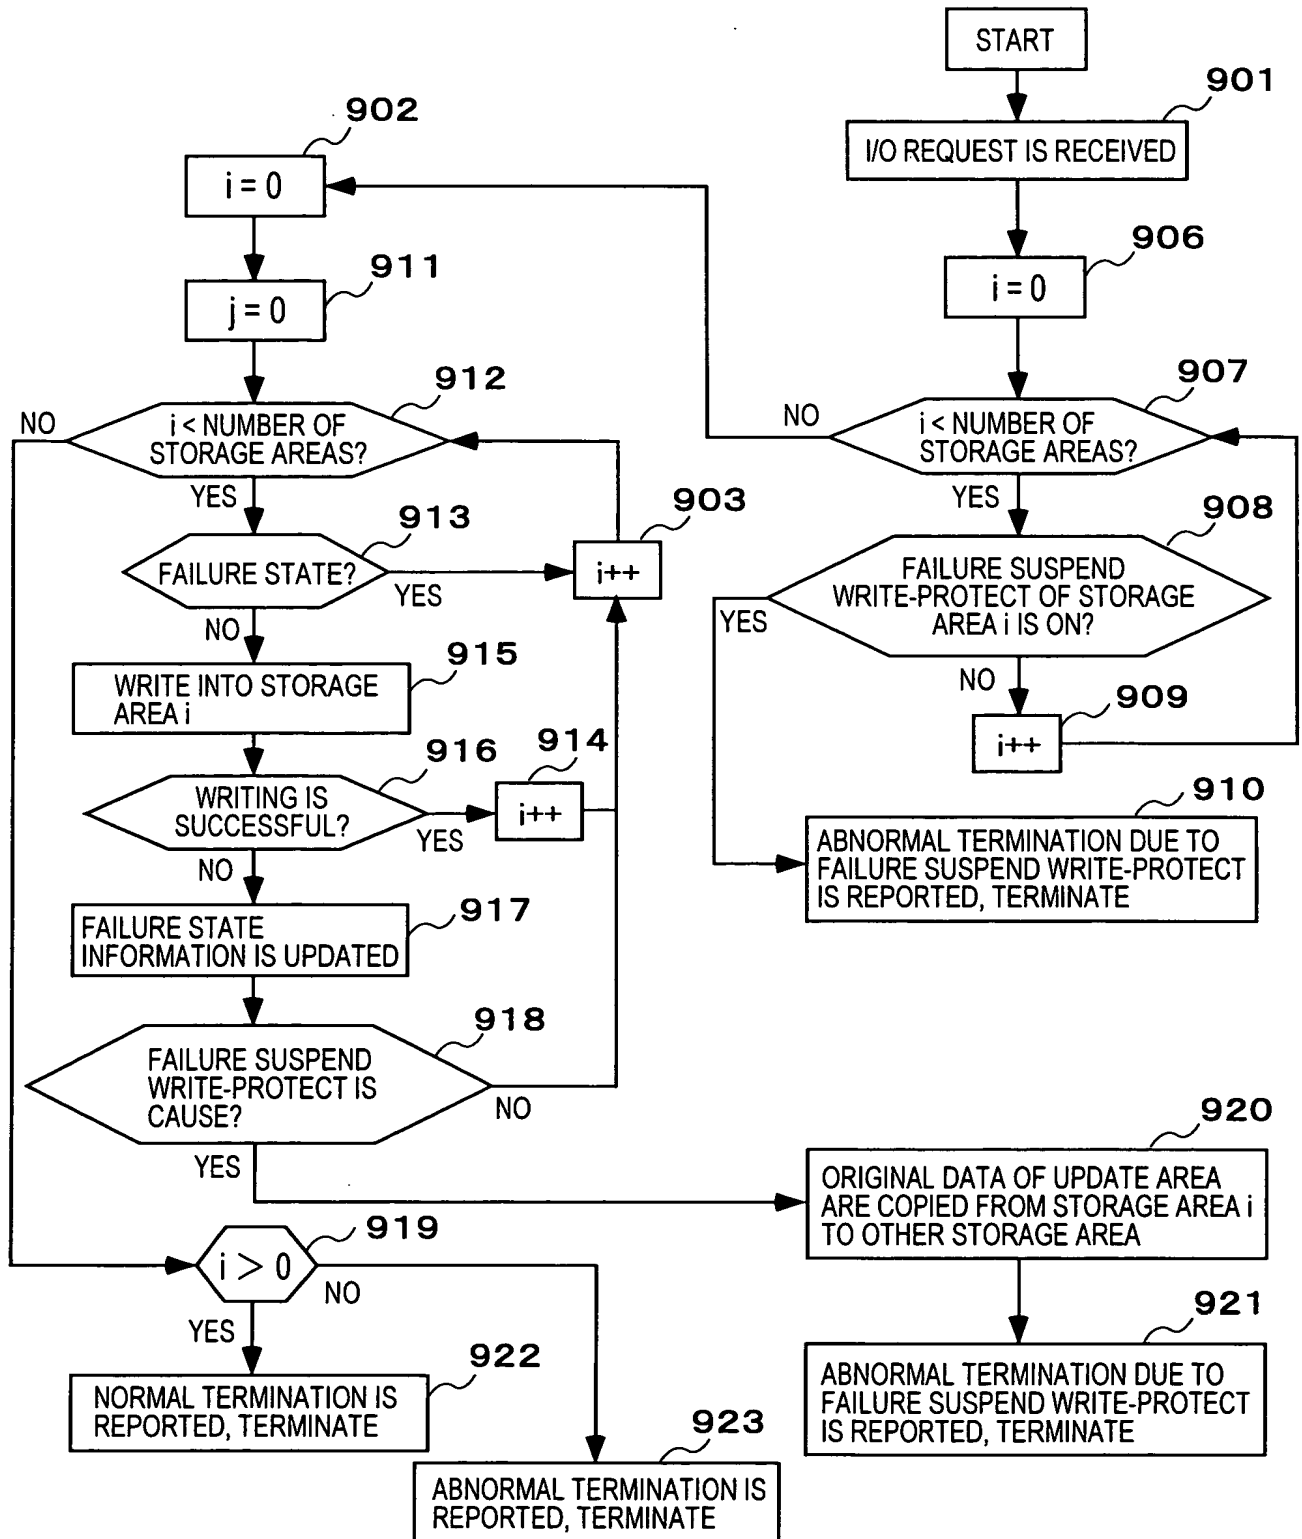 START
901
I/O REQUEST IS RECEIVED
902
i = 0
906
i = 0
911
j = 0
912
NO
i < NUMBER OF
STORAGE AREAS?
YES
907
NO
i < NUMBER OF
STORAGE AREAS?
YES
913
FAILURE STATE?
YES
NO
903
i++
908
FAILURE SUSPEND
WRITE-PROTECT OF STORAGE
AREA i IS ON?
YES
NO
909
i++
915
WRITE INTO STORAGE
AREA i
916
WRITING IS
SUCCESSFUL?
YES
NO
914
i++
910
ABNORMAL TERMINATION DUE TO
FAILURE SUSPEND WRITE-PROTECT
IS REPORTED, TERMINATE
917
FAILURE STATE
INFORMATION IS UPDATED
918
FAILURE SUSPEND
WRITE-PROTECT IS
CAUSE?
NO
YES
920
ORIGINAL DATA OF UPDATE AREA
ARE COPIED FROM STORAGE AREA i
TO OTHER STORAGE AREA
919
i > 0
NO
YES
921
ABNORMAL TERMINATION DUE TO
FAILURE SUSPEND WRITE-PROTECT
IS REPORTED, TERMINATE
922
NORMAL TERMINATION IS
REPORTED, TERMINATE
923
ABNORMAL TERMINATION IS
REPORTED, TERMINATE